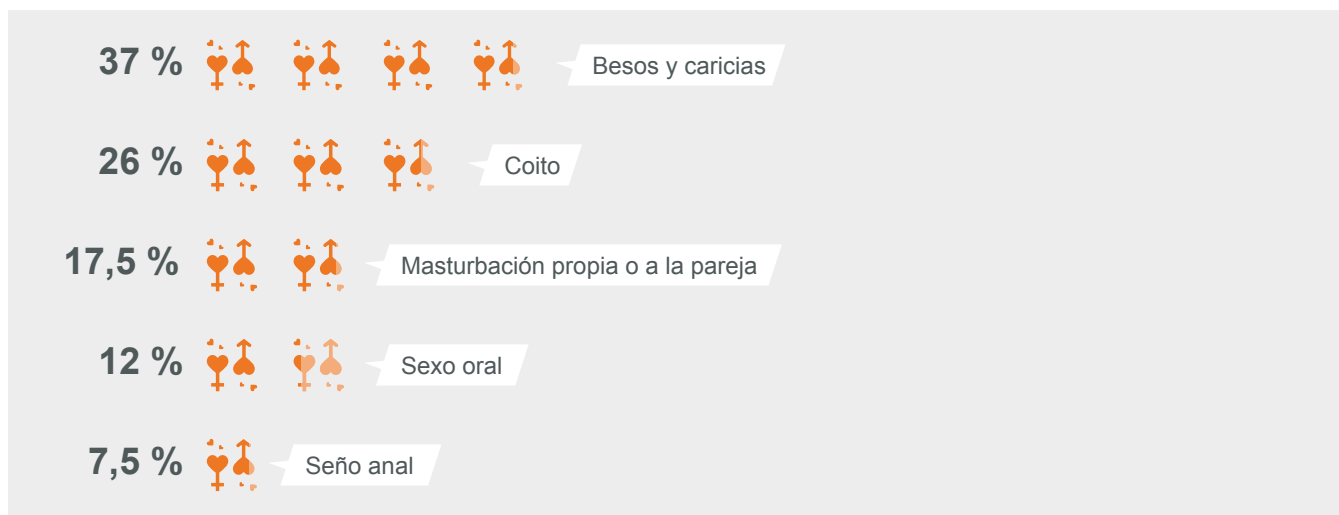 37 % Besos y caricias
26 % Coito
17,5 % Masturbación propia o a la pareja
12 % Sexo oral
7,5 % Seño anal